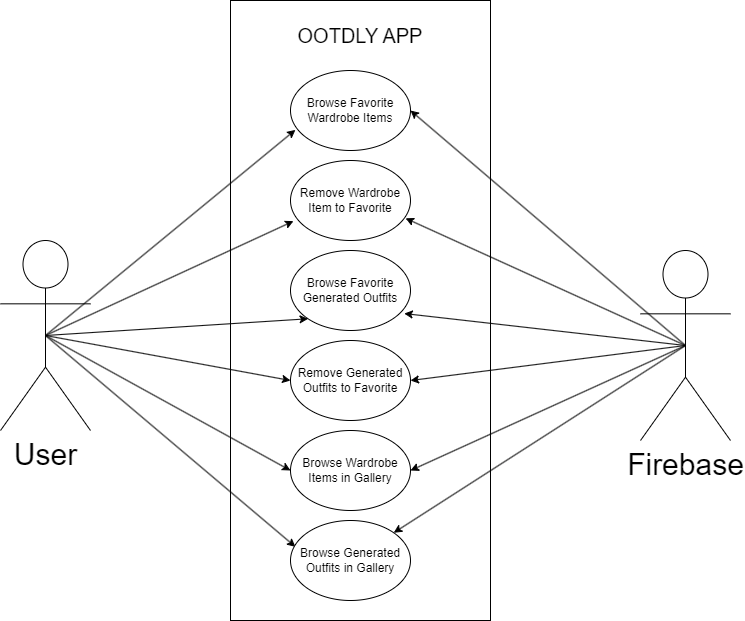 OOTDLY APP
Browse Favorite
Wardrobe Items
Remove Wardrobe
Item to Favorite
Browse Favorite
Generated Outfits
Remove Generated
Outfits to Favorite
Browse Wardrobe
Items in Gallery
Browse Generated
Outfits in Gallery
User
Firebase